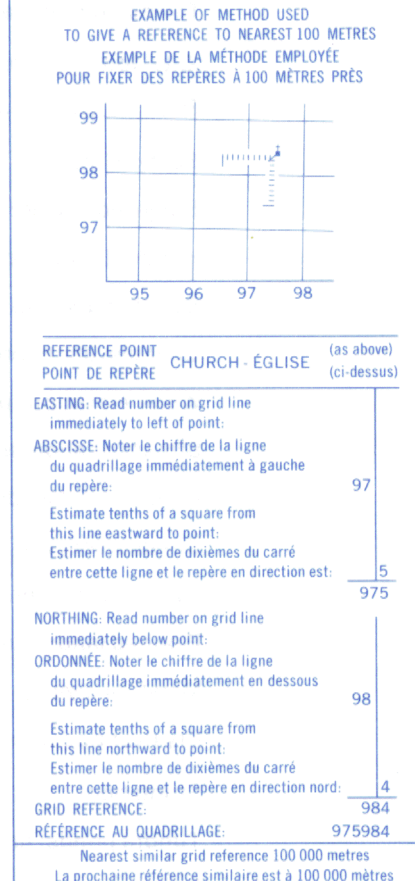 EXAMPLE OF METHOD USED
TO GIVE A REFERENCE TO NEAREST 100 METRES
EXEMPLE DE LA MÉTHODE EMPLOYÉE
POUR FIXER DES REPÈRES À 100 MÈTRES PRÈS
99
98
97
95 96 97 98
REFERENCE POINT
POINT DE REPÈRE
CHURCH - ÉGLISE
(as above)
(ci-dessus)
EASTING: Read number on grid line
immediately to left of point:
ABSCISSE: Noter le chiffre de la ligne
du quadrillage immédiatement à gauche
du repère: 97
Estimate tenths of a square from
this line eastward to point:
Estimer le nombre de dixièmes du carré
entre cette ligne et le repère en direction est: 5
975
NORTHING: Read number on grid line
immediately below point:
ORDONNÉE: Noter le chiffre de la ligne
du quadrillage immédiatement en dessous
du repère: 98
Estimate tenths of a square from
this line northward to point:
Estimer le nombre de dixièmes du carré
entre cette ligne et le repère en direction nord: 4
GRID REFERENCE: 984
RÉFÉRENCE AU QUADRILLAGE: 975984
Nearest similar grid reference 100 000 metres
La prochaine référence similaire est à 100 000 mètres